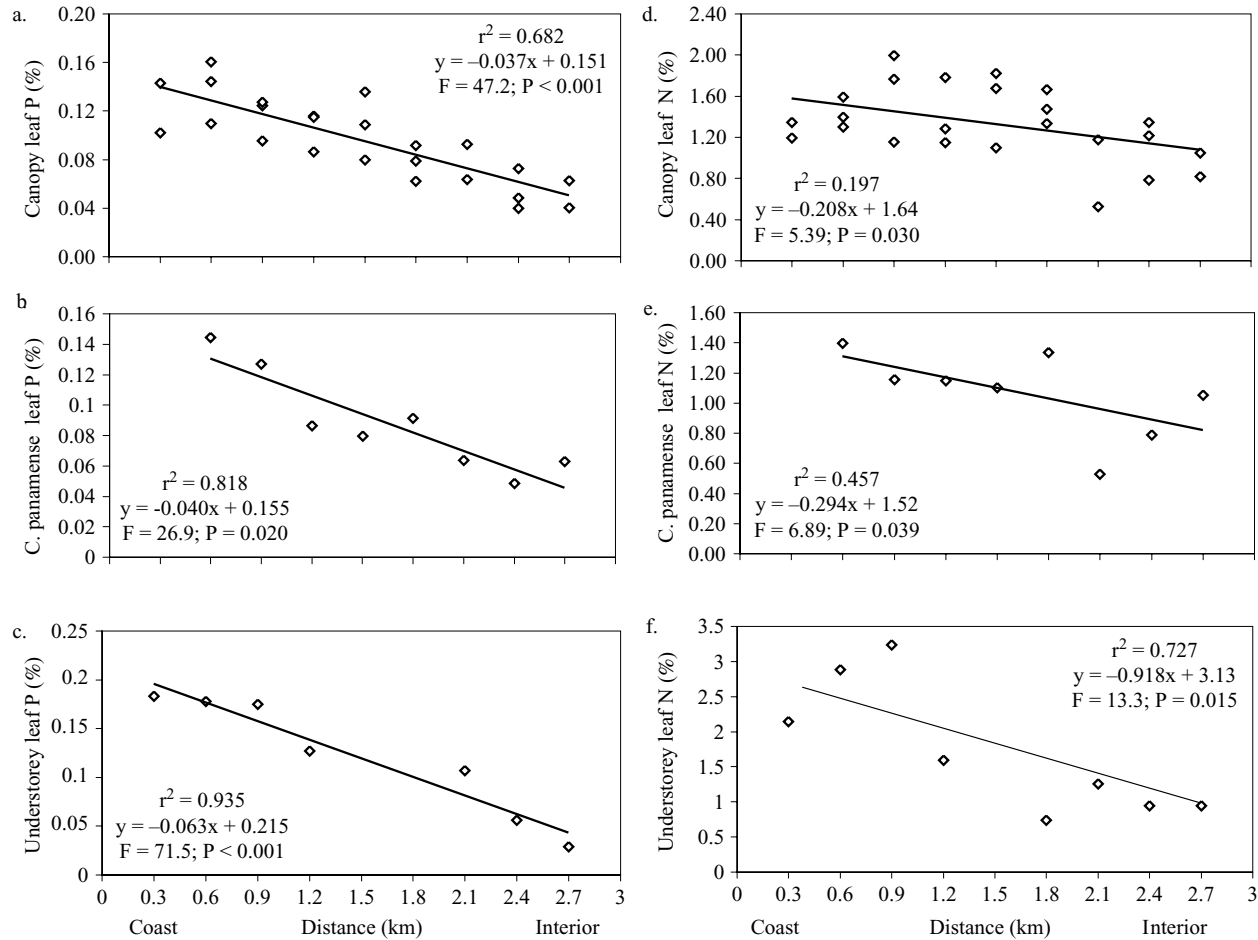 a.
Canopy leaf P (%)
0.20
0.16
0.12
0.08
0.04
0.00
r² = 0.682
y = –0.037x + 0.151
F = 47.2; P < 0.001
b
C. panamense leaf P (%)
0.16
0.14
0.12
0.1
0.08
0.06
0.04
0.02
0
r² = 0.818
y = -0.040x + 0.155
F = 26.9; P = 0.020
c.
Understorey leaf P (%)
0.25
0.2
0.15
0.1
0.05
0
r² = 0.935
y = –0.063x + 0.215
F = 71.5; P < 0.001
0 0.3 0.6 0.9 1.2 1.5 1.8 2.1 2.4 2.7 3
Coast Distance (km) Interior
d.
Canopy leaf N (%)
2.40
2.00
1.60
1.20
0.80
0.40
0.00
r² = 0.197
y = –0.208x + 1.64
F = 5.39; P = 0.030
e.
C. panamense leaf N (%)
1.60
1.40
1.20
1.00
0.80
0.60
0.40
0.20
0.00
r² = 0.457
y = –0.294x + 1.52
F = 6.89; P = 0.039
f.
Understorey leaf N (%)
3.5
3
2.5
2
1.5
1
0.5
0
r² = 0.727
y = –0.918x + 3.13
F = 13.3; P = 0.015
0 0.3 0.6 0.9 1.2 1.5 1.8 2.1 2.4 2.7 3
Coast Distance (km) Interior